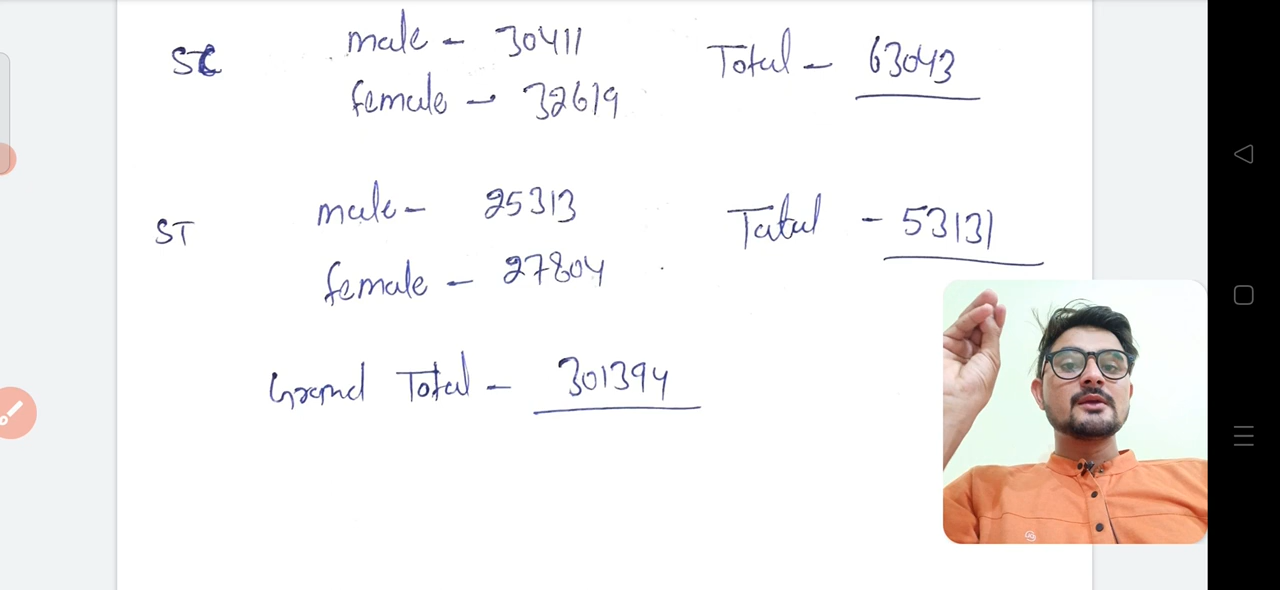 SC male - 30411 Total - 63043
female - 32619
ST male - 25313 Total - 53131
female - 27804
Grand Total - 301394